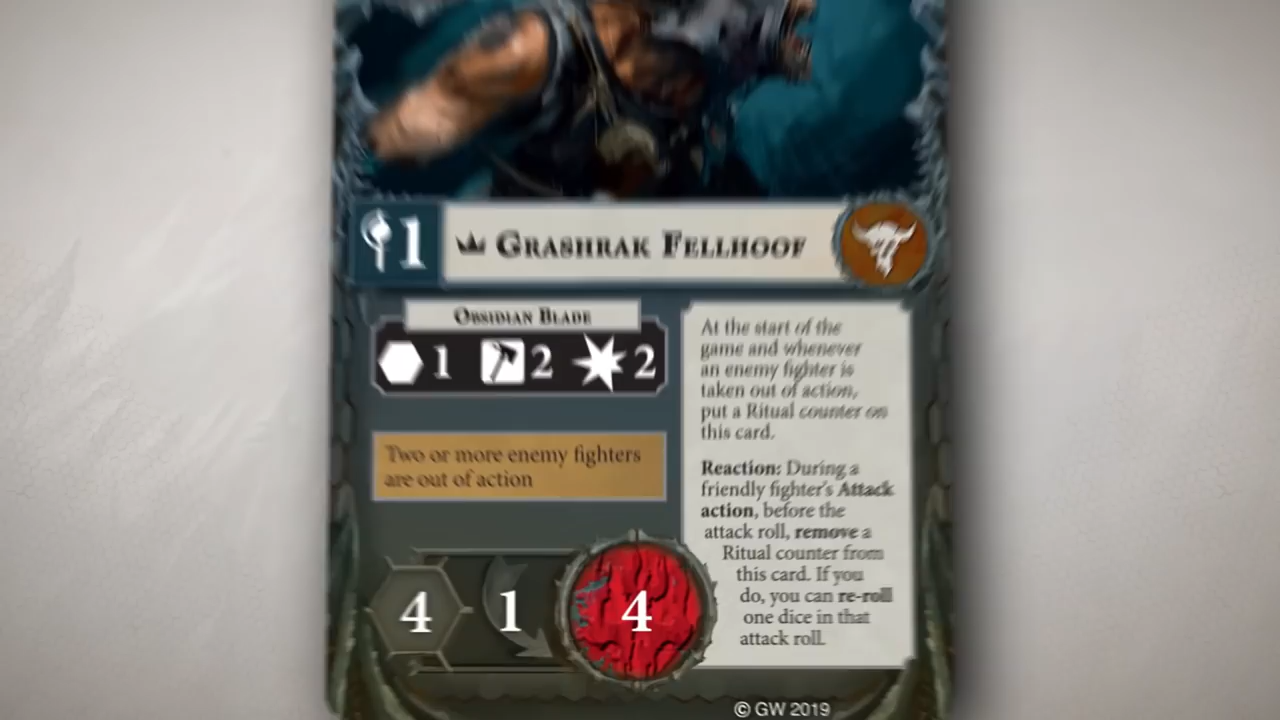 1 Grashrak Fellhoof
Obsidian Blade
1 2 2
Two or more enemy fighters
are out of action
4 1 4
At the start of the
game and whenever
an enemy fighter is
taken out of action,
put a Ritual counter on
this card.
Reaction: During a
friendly fighter's Attack
action, before the
attack roll, remove a
Ritual counter from
this card. If you
do, you can re-roll
one dice in that
attack roll.
© GW 2019